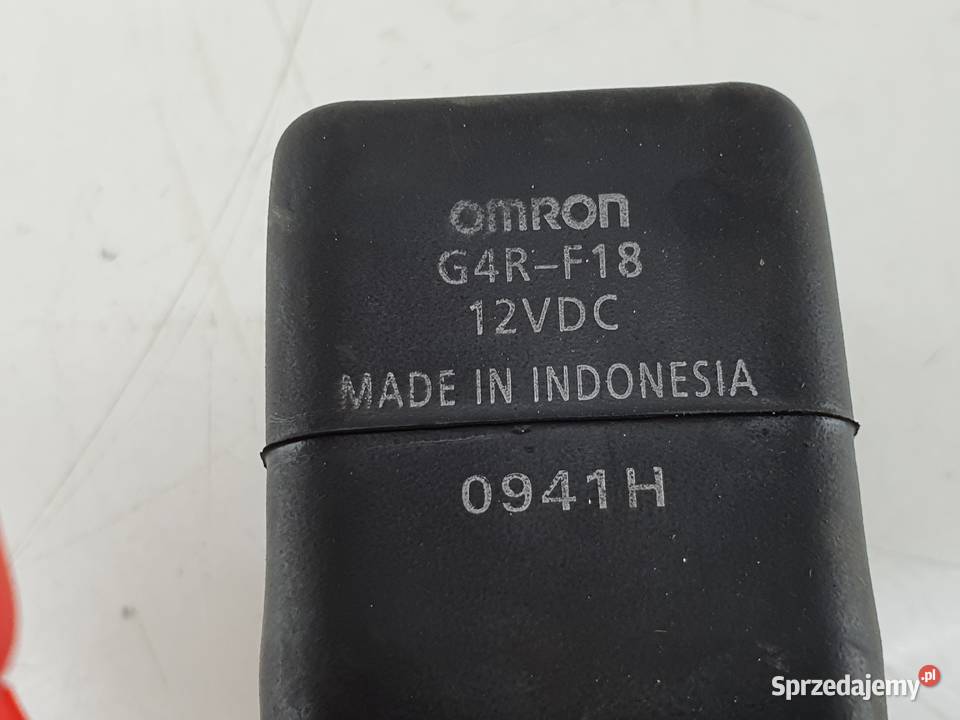 omRon
G4R-F18
12VDC
MADE IN INDONESIA
0941H
Sprzedajemy.pl